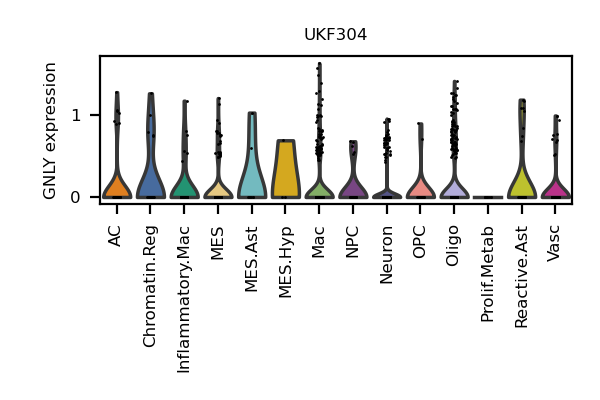 UKF304
GNLY expression
1
0
AC
Chromatin.Reg
Inflammatory.Mac
MES
MES.Ast
MES.Hyp
Mac
NPC
Neuron
OPC
Oligo
Prolif.Metab
Reactive.Ast
Vasc